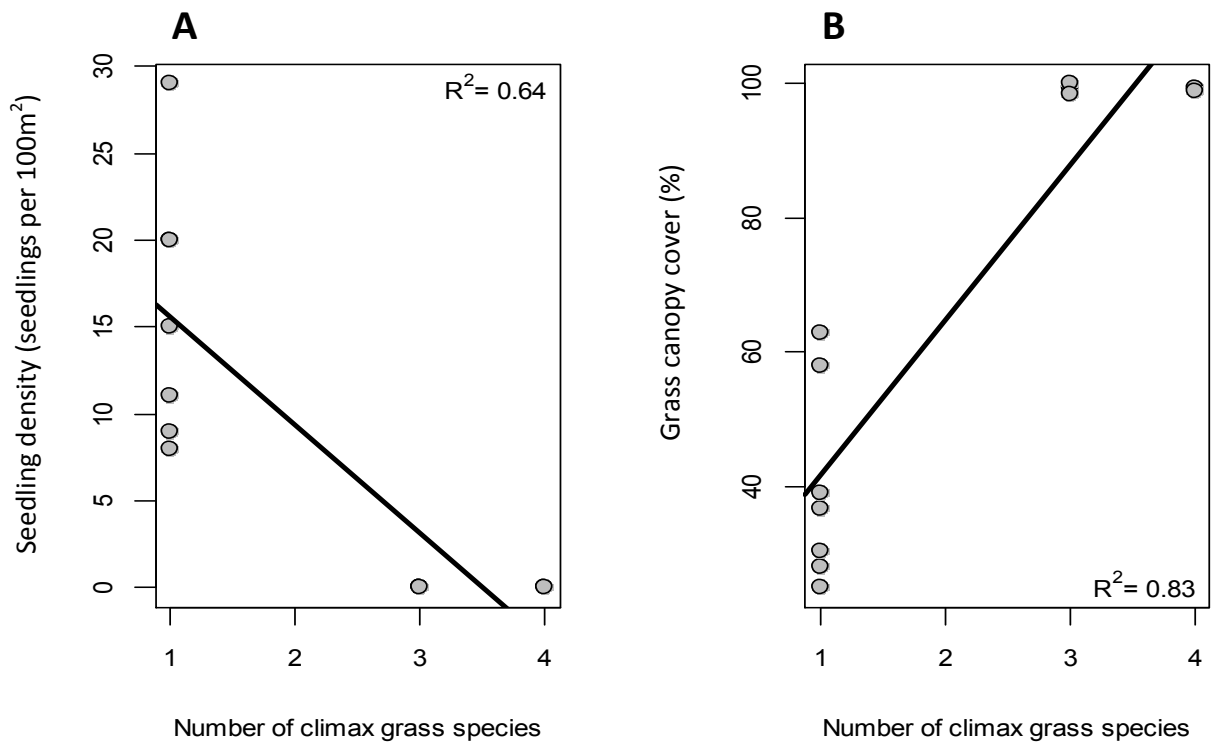 A
Seedling density (seedlings per 100m²)
30
25
20
15
10
5
0
R²= 0.64
1 2 3 4
Number of climax grass species
B
Grass canopy cover (%)
100
80
60
40
R²= 0.83
1 2 3 4
Number of climax grass species